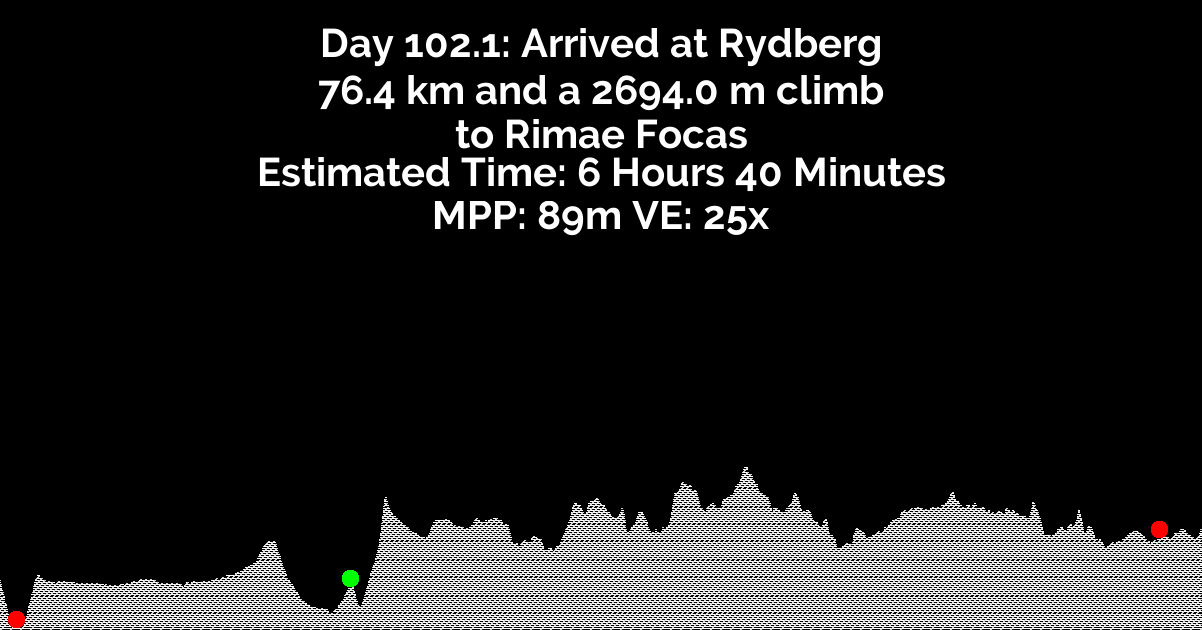 Day 102.1: Arrived at Rydberg
76.4 km and a 2694.0 m climb
to Rimae Focas
Estimated Time: 6 Hours 40 Minutes
MPP: 89m VE: 25x